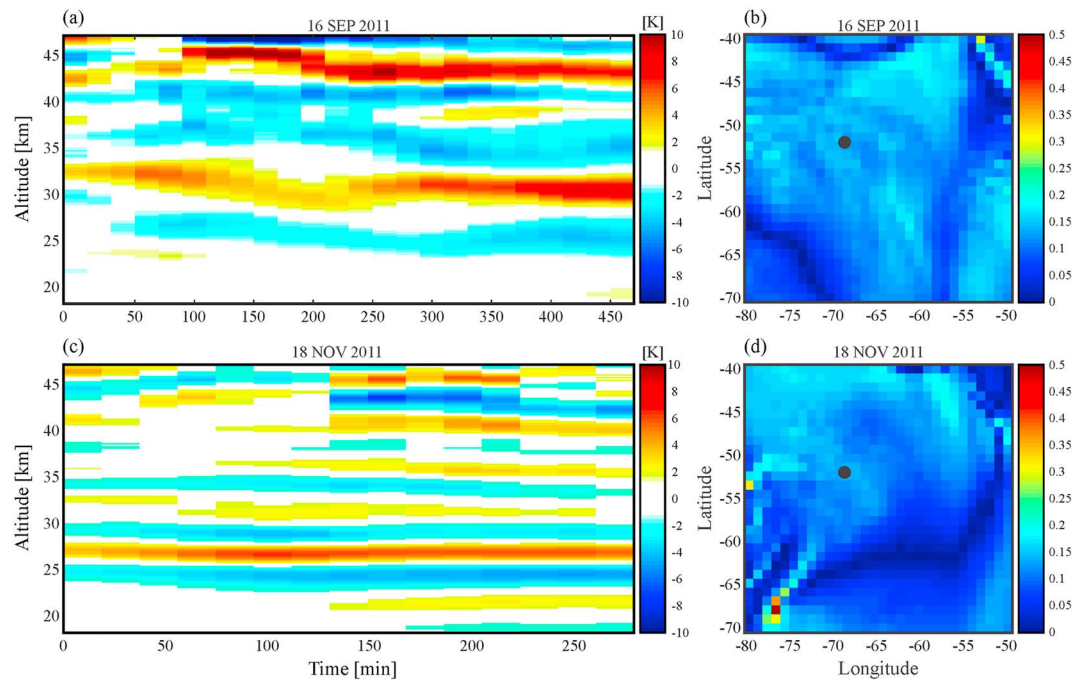 (a) 16 SEP 2011 [K] (b) 16 SEP 2011
45 40 35 30 25 20
Altitude [km]
0 50 100 150 200 250 300 350 400 450
10 8 6 4 2 0 -2 -4 -6 -8 -10
-40 -45 -50 -55 -60 -65 -70
Latitude
-80 -75 -70 -65 -60 -55 -50
0.5 0.45 0.4 0.35 0.3 0.25 0.2 0.15 0.1 0.05 0
(c) 18 NOV 2011 [K] (d) 18 NOV 2011
45 40 35 30 25 20
Altitude [km]
0 50 100 150 200 250
Time [min]
10 8 6 4 2 0 -2 -4 -6 -8 -10
-40 -45 -50 -55 -60 -65 -70
Latitude
-80 -75 -70 -65 -60 -55 -50
Longitude
0.5 0.45 0.4 0.35 0.3 0.25 0.2 0.15 0.1 0.05 0